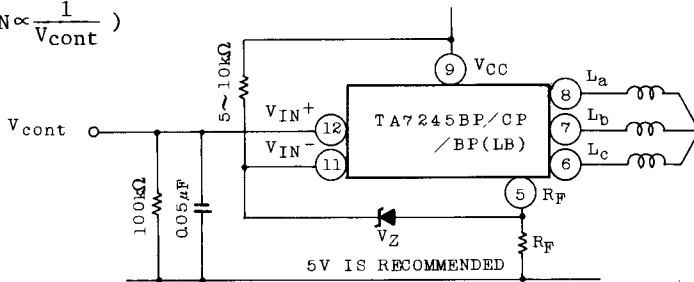 N∝ 1/Vcont )
9 VCC
5~10kΩ
8 La
VIN+ 12
TA7245BP/CP
/BP(LB)
Vcont
7 Lb
VIN- 11
6 Lc
5 RF
100kΩ
0.05μF
VZ
RF
5V IS RECOMMENDED